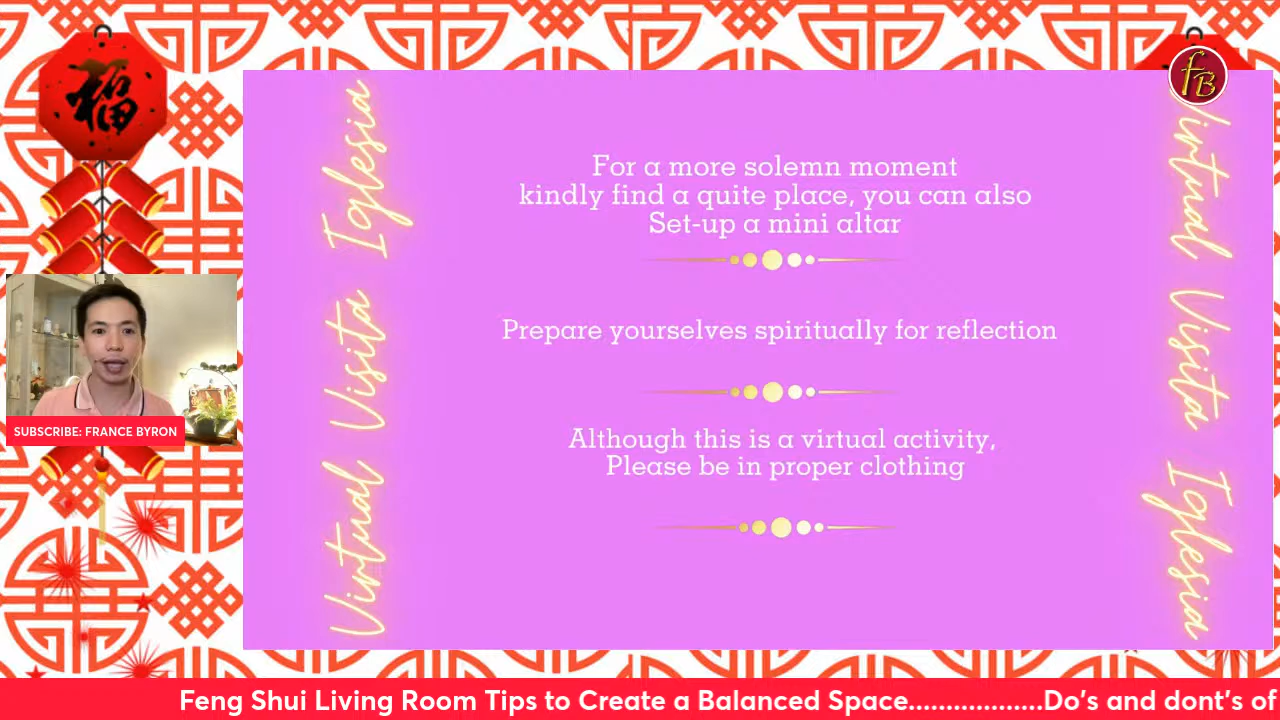 福
FB
For a more solemn moment
kindly find a quite place, you can also
Set-up a mini altar
Prepare yourselves spiritually for reflection
Although this is a virtual activity,
Please be in proper clothing
Virtual Visita Iglesia
Virtual Visita Iglesia
SUBSCRIBE: FRANCE BYRON
Feng Shui Living Room Tips to Create a Balanced Space..................Do's and dont's of